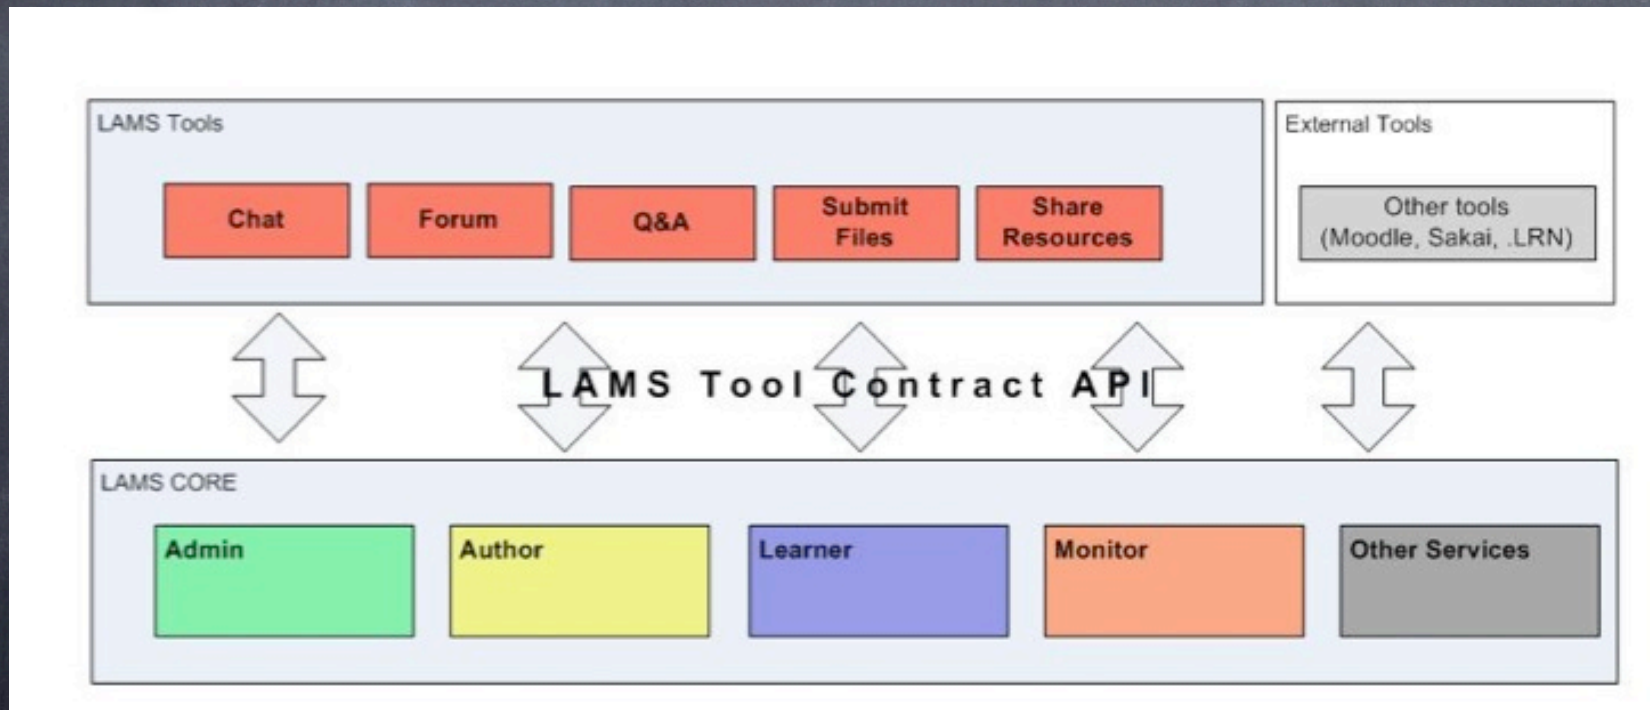 LAMS Tools
External Tools
Chat
Forum
Q&A
Submit
Files
Share
Resources
Other tools
(Moodle, Sakai, .LRN)
LAMS Tool Contract API
LAMS CORE
Admin
Author
Learner
Monitor
Other Services